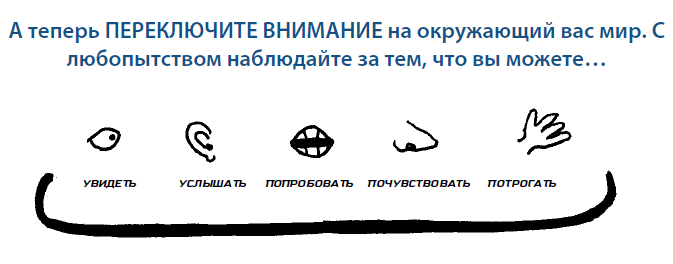 А теперь ПЕРЕКЛЮЧИТЕ ВНИМАНИЕ на окружающий вас мир. С
любопытством наблюдайте за тем, что вы можете…
УВИДЕТЬ УСЛЫШАТЬ ПОПРОБОВАТЬ ПОЧУВСТВОВАТЬ ПОТРОГАТЬ